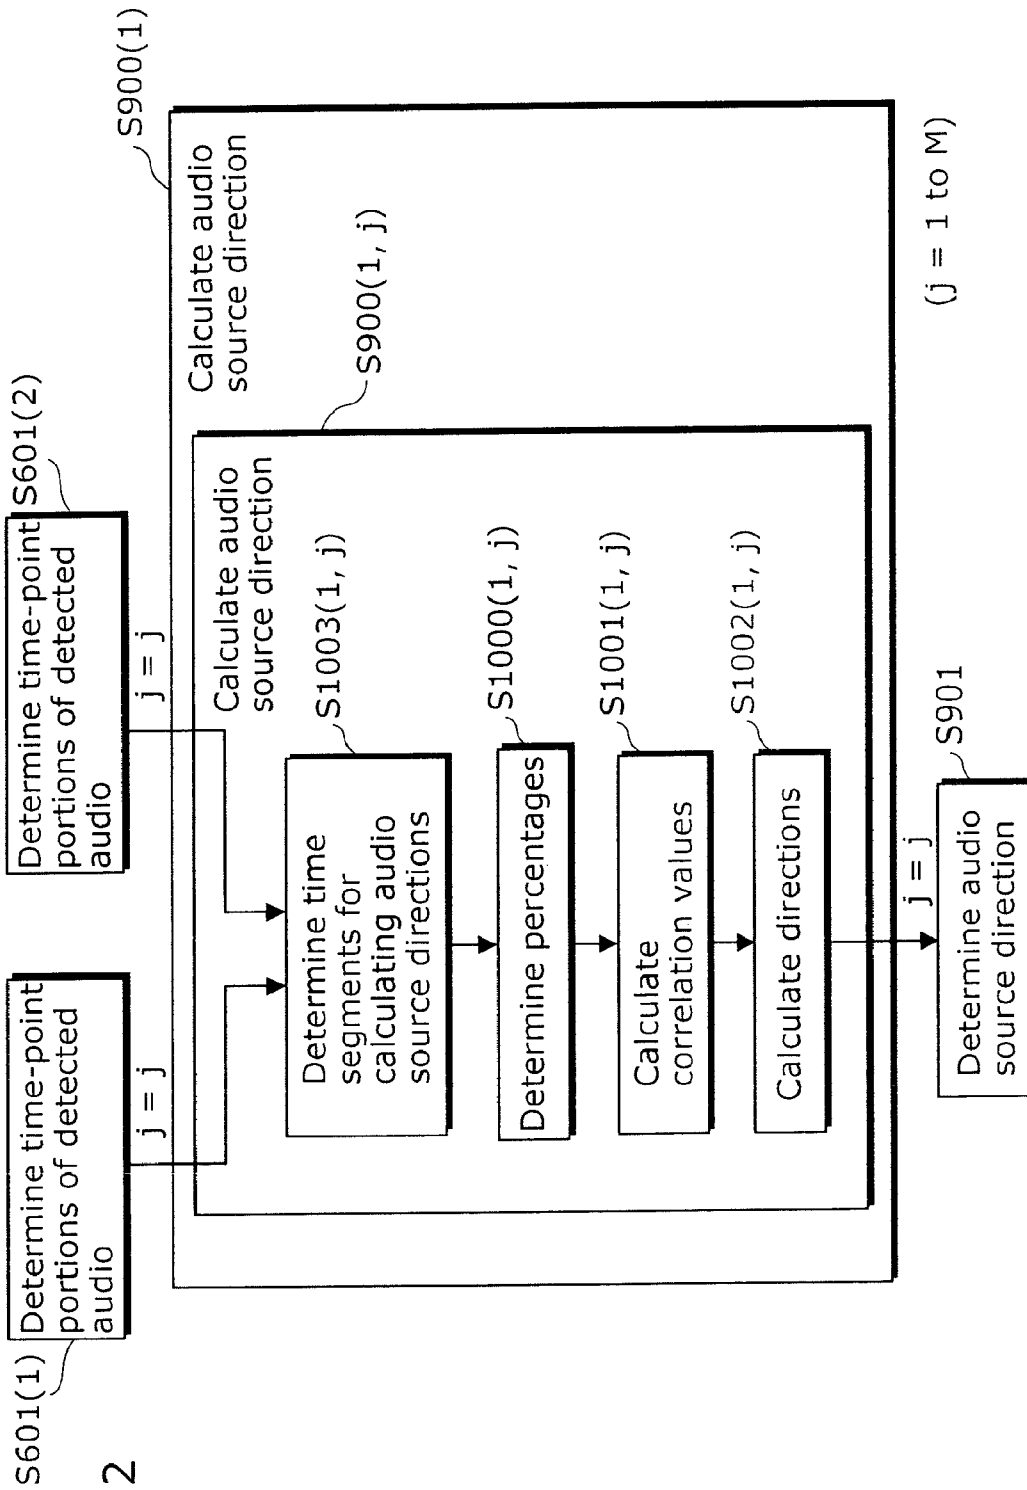 2
S601(1)
Determine time-point
portions of detected
audio
S601(2)
Determine time-point
portions of detected
audio
j = j
j = j
S900(1)
Calculate audio
source direction
S900(1, j)
Calculate audio
source direction
S1003(1, j)
Determine time
segments for
calculating audio
source directions
S1000(1, j)
Determine percentages
S1001(1, j)
Calculate
correlation values
S1002(1, j)
Calculate directions
j = j
(j = 1 to M)
S901
Determine audio
source direction